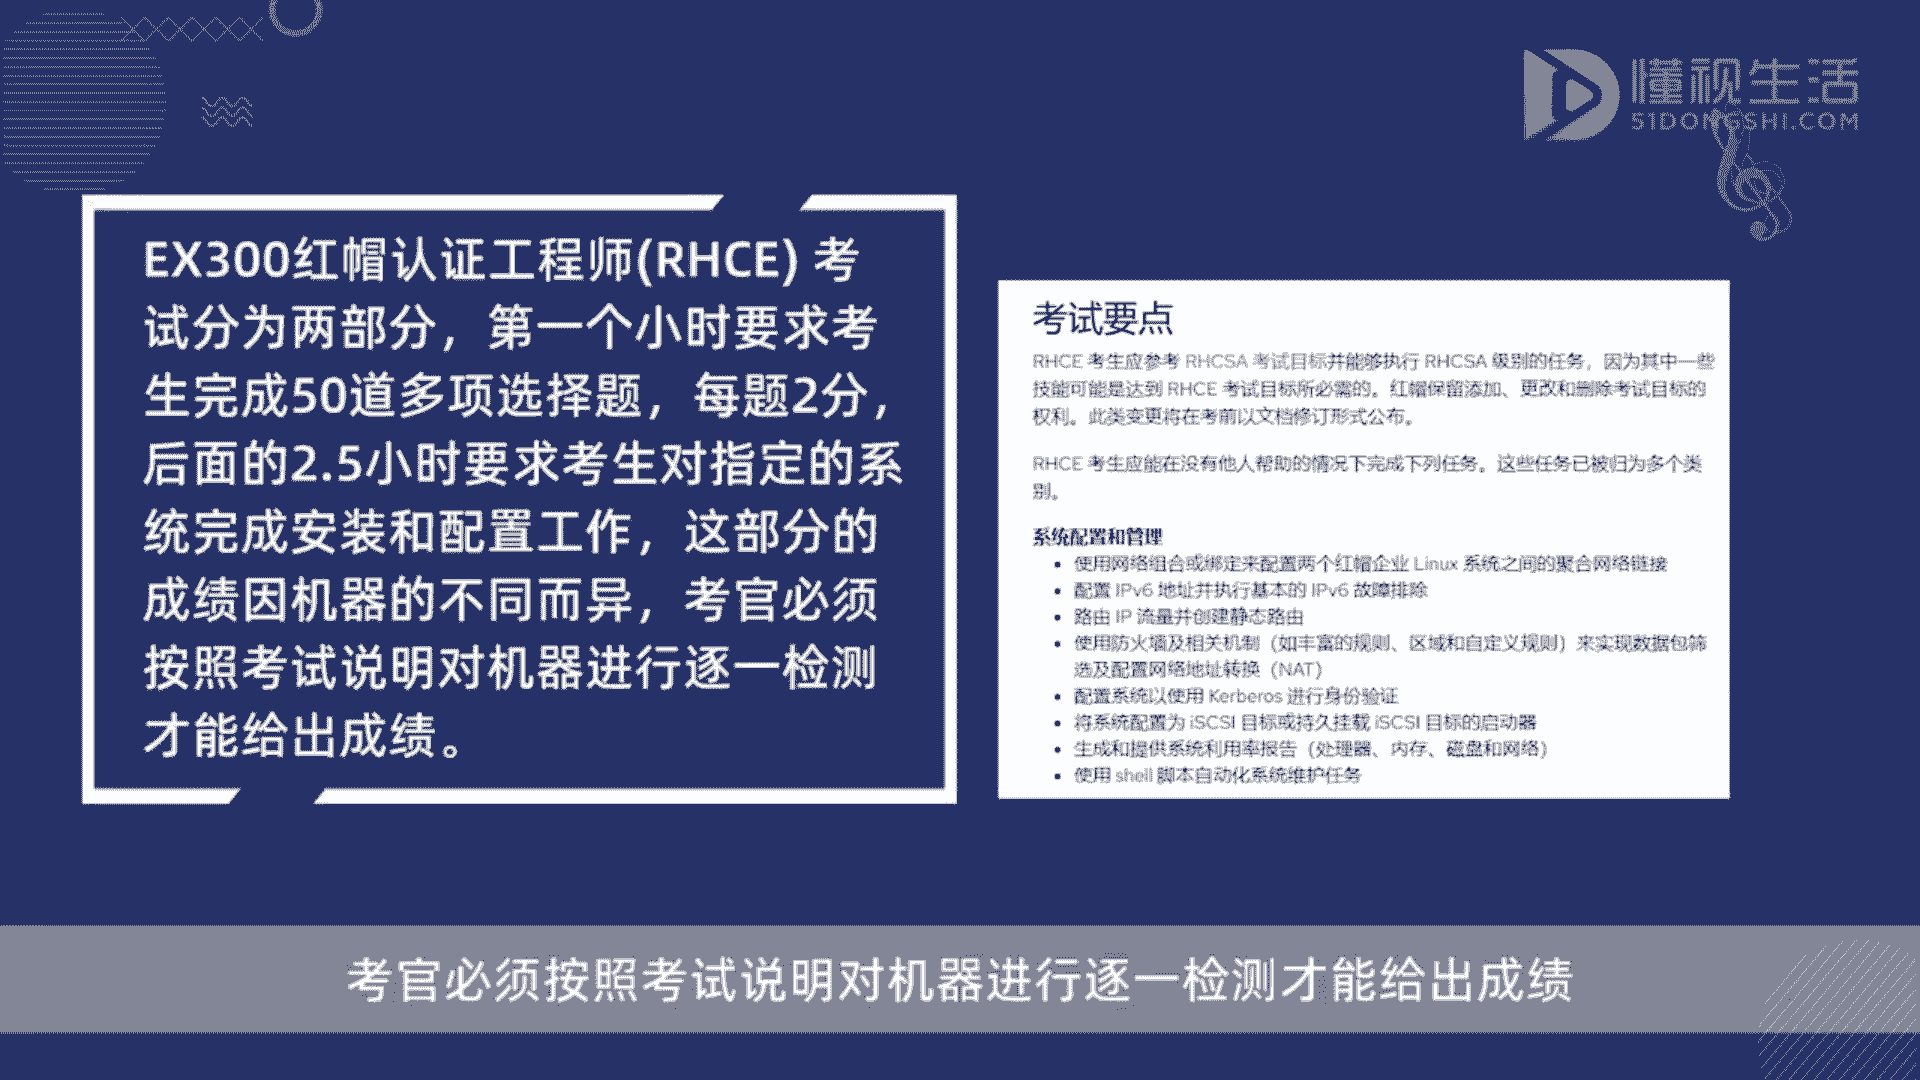 懂视生活
51DONGSHI.COM
EX300红帽认证工程师(RHCE) 考
试分为两部分，第一个小时要求考
生完成50道多项选择题，每题2分，
后面的2.5小时要求考生对指定的系
统完成安装和配置工作，这部分的
成绩因机器的不同而异，考官必须
按照考试说明对机器进行逐一检测
才能给出成绩。
考试要点
RHCE 考生应参考 RHCSA 考试目标并能够执行 RHCSA 级别的任务，因为其中一些
技能可能是达到 RHCE 考试目标所必需的。红帽保留添加、更改和删除考试目标的
权利。此类变更将在考前以文档修订形式公布。
RHCE 考生应能在没有他人帮助的情况下完成下列任务。这些任务已被归为多个类
别。
系统配置和管理
• 使用网络组合或绑定来配置两个红帽企业 Linux 系统之间的聚合网络链接
• 配置 IPv6 地址并执行基本的 IPv6 故障排除
• 路由 IP 流量并创建静态路由
• 使用防火墙及相关机制（如丰富的规则、区域和自定义规则）来实现数据包筛
选及配置网络地址转换（NAT）
• 配置系统以使用 Kerberos 进行身份验证
• 将系统配置为 iSCSI 目标或持久挂载 iSCSI 目标的启动器
• 生成和提供系统利用率报告（处理器、内存、磁盘和网络）
• 使用 shell 脚本自动化系统维护任务
考官必须按照考试说明对机器进行逐一检测才能给出成绩